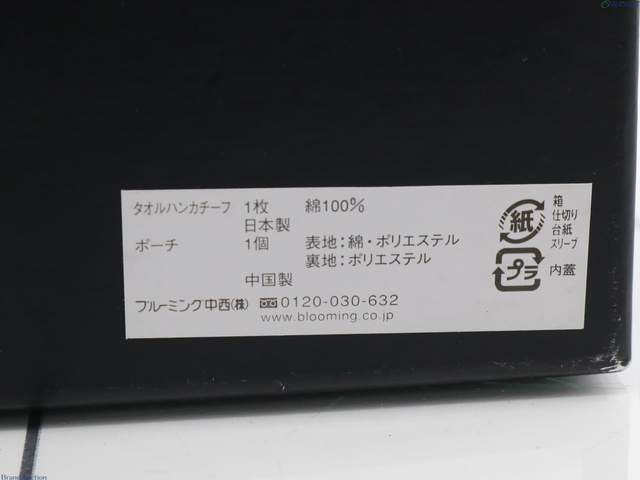 タオルハンカチーフ 1枚 綿100%
日本製
ポーチ 1個 表地:綿・ポリエステル
裏地:ポリエステル
中国製
ブルーミング中西(株) 0120-030-632
www.blooming.co.jp
紙
箱
仕切り
台紙
スリーブ
プラ
内蓋
Brand Auction